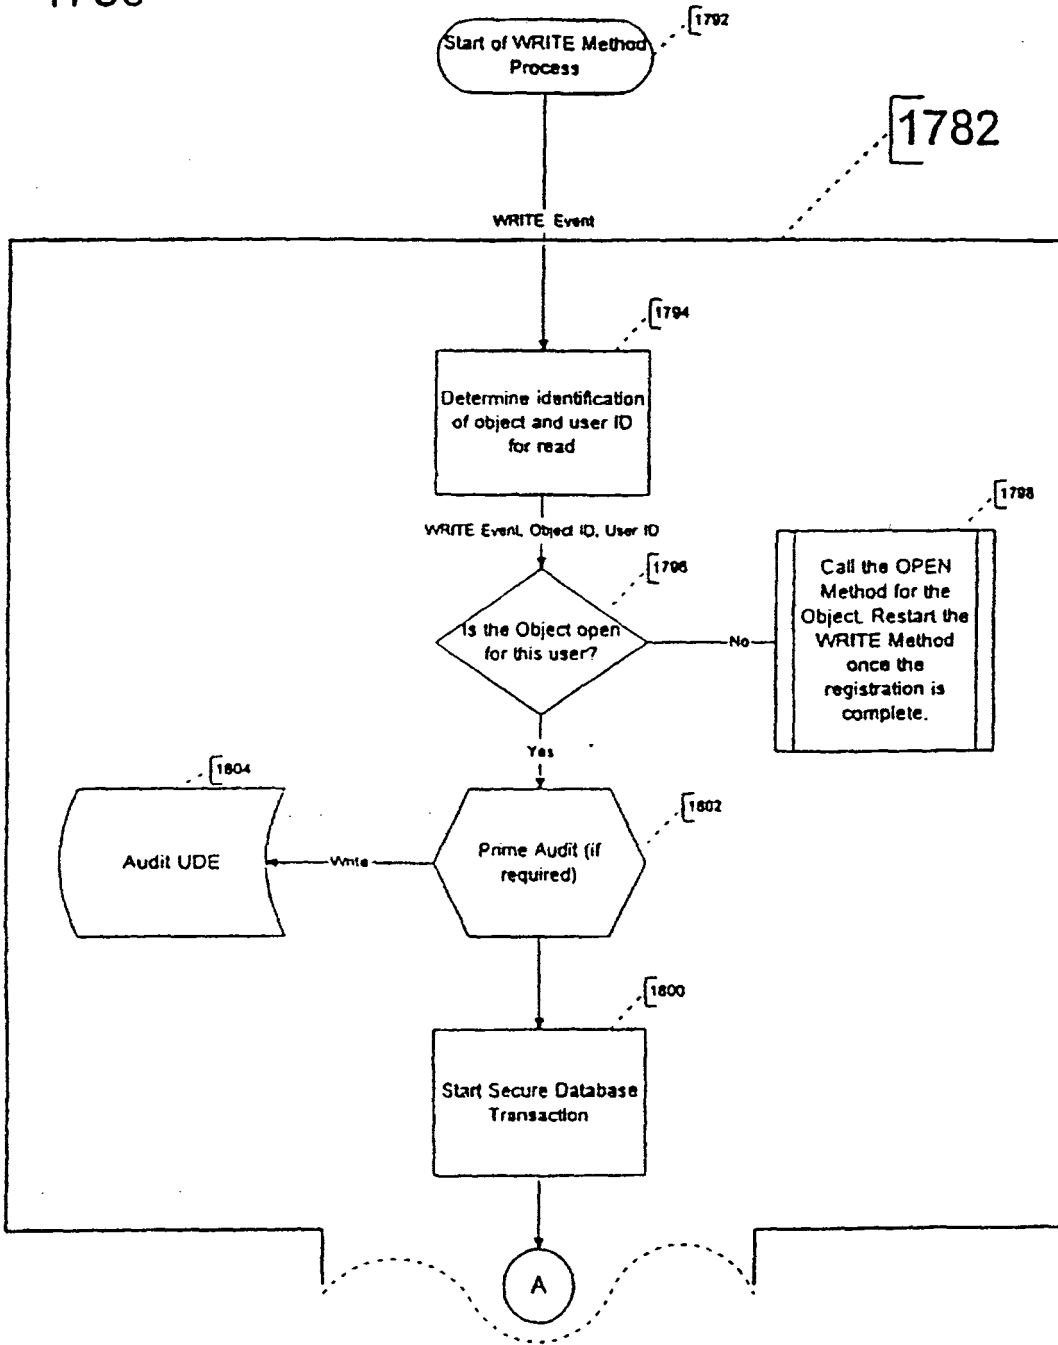 1792
Start of WRITE Method
Process
1782
WRITE Event
1794
Determine identification
of object and user ID
for read
WRITE Event, Object ID, User ID
1796
Is the Object open
for this user?
No
1798
Call the OPEN
Method for the
Object. Restart the
WRITE Method
once the
registration is
complete.
Yes
1804
Audit UDE
Write
1802
Prime Audit (if
required)
1800
Start Secure Database
Transaction
A